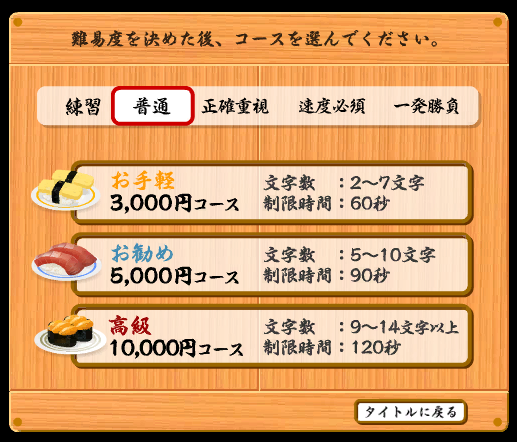 難易度を決めた後、コースを選んでください。
練習 普通 正確重視 速度必須 一発勝負
お手軽
3,000円コース
文字数 :2〜7文字
制限時間:60秒
お勧め
5,000円コース
文字数 :5〜10文字
制限時間:90秒
高級
10,000円コース
文字数 :9〜14文字以上
制限時間:120秒
タイトルに戻る